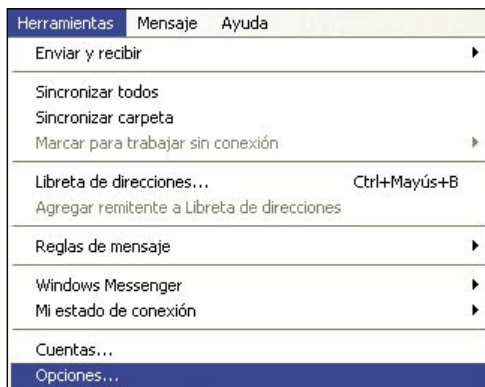 Herramientas Mensaje Ayuda
Enviar y recibir
Sincronizar todos
Sincronizar carpeta
Marcar para trabajar sin conexión
Libreta de direcciones... Ctrl+Mayús+B
Agregar remitente a Libreta de direcciones
Reglas de mensaje
Windows Messenger
Mi estado de conexión
Cuentas...
Opciones...